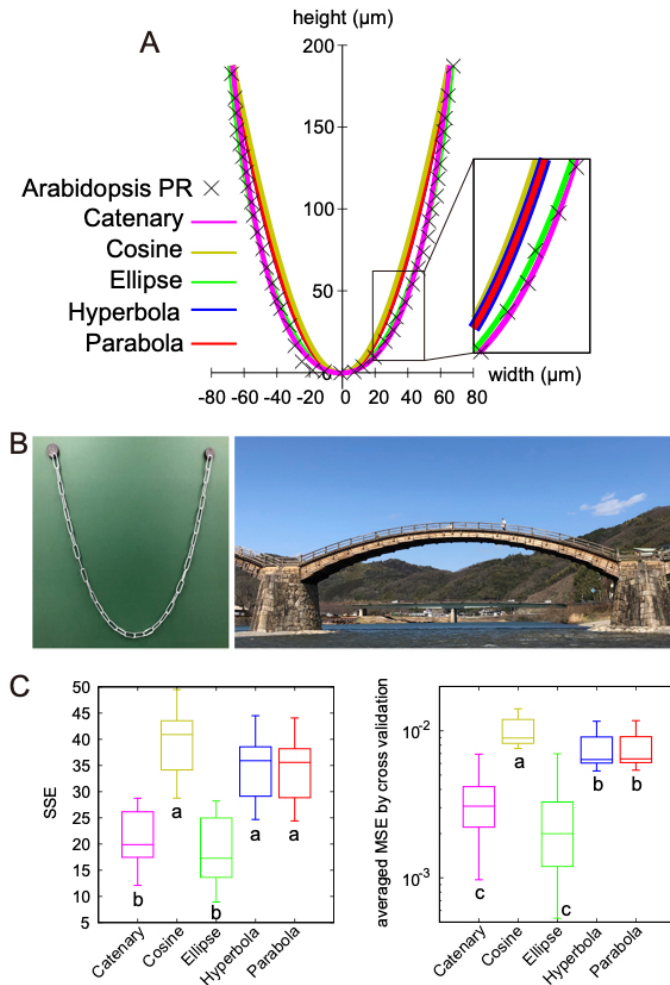 height (μm)
A
200
150
100
50
0
-80 -60 -40 -20 0 20 40 60 80
width (μm)
Arabidopsis PR
Catenary
Cosine
Ellipse
Hyperbola
Parabola
B
C
50
45
40
35
30
25
20
15
10
5
SSE
a
a
a
b
b
Catenary
Cosine
Ellipse
Hyperbola
Parabola
averaged MSE by cross validation
10-2
10-3
a
b
b
c
c
Catenary
Cosine
Ellipse
Hyperbola
Parabola